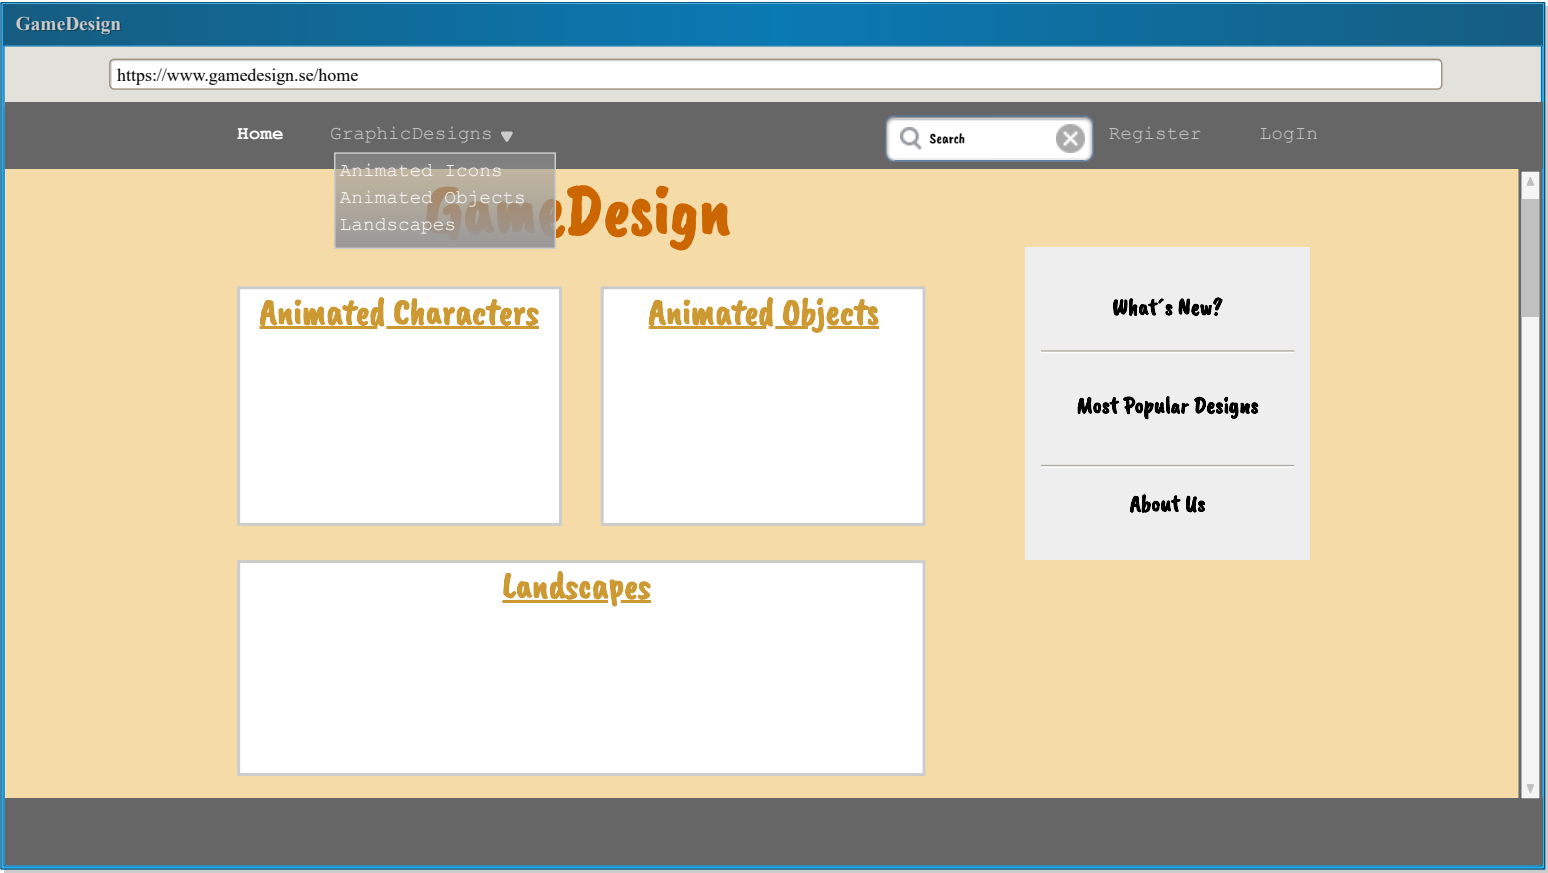 GameDesign
https://www.gamedesign.se/home
Home GraphicDesigns Search Register LogIn
Animated Icons
Animated Objects
Landscapes
GameDesign
Animated Characters
Animated Objects
Landscapes
What´s New?
Most Popular Designs
About Us